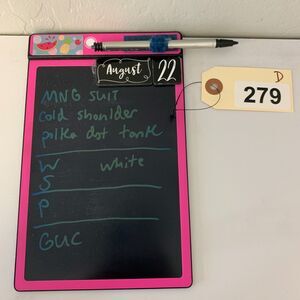 August 22
D
279
MNG SUIT
Cold shoulder
polka dot tank
W White
S
P
GUC